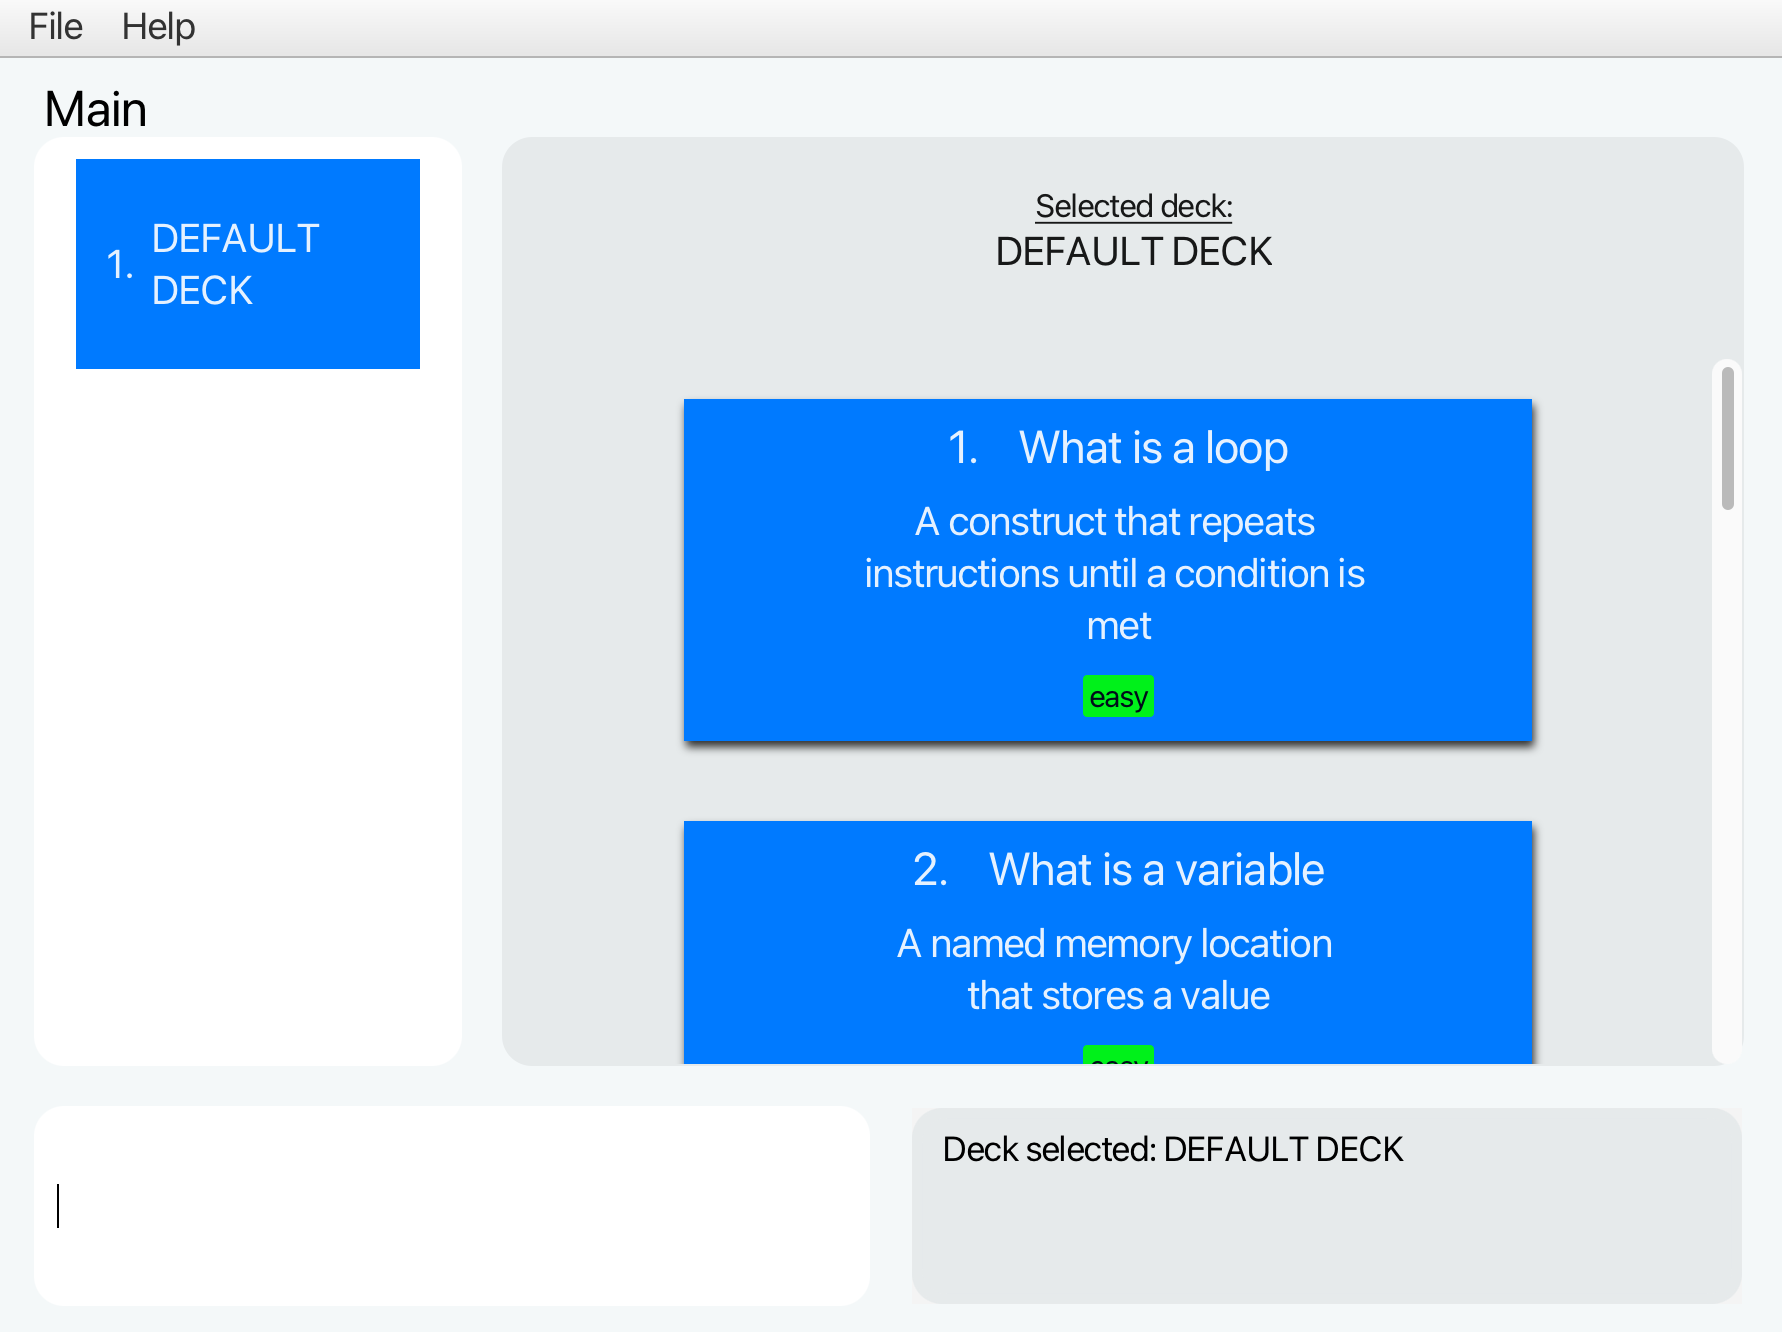 File Help
Main
1. DEFAULT
DECK
Selected deck:
DEFAULT DECK
1. What is a loop
A construct that repeats
instructions until a condition is
met
easy
2. What is a variable
A named memory location
that stores a value
easy
Deck selected: DEFAULT DECK